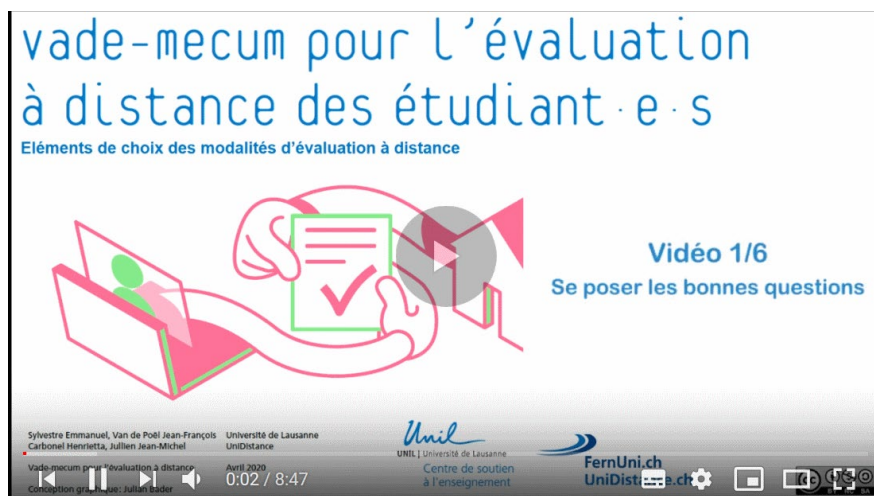 vade-mecum pour l'évaluation
à distance des étudiant·e·s
Eléments de choix des modalités d'évaluation à distance
Vidéo 1/6
Se poser les bonnes questions
Sylvestre Emmanuel, Van de Poël Jean-François Université de Lausanne
Carbonel Henrietta, Jullien Jean-Michel UniDistance
Vade-mecum pour l'évaluation à distance Avril 2020
Conception graphique: Julian Bader
Unil
UNIL | Université de Lausanne
Centre de soutien
à l'enseignement
FernUni.ch
UniDistance.ch
0:02 / 8:47
cc